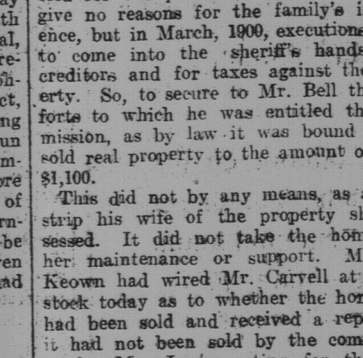 give no reasons for the family's i
ence, but in March, 1900, executions
to come into the sheriff's hands
creditors and for taxes against the
erty. So, to secure to Mr. Bell th
forts to which he was entitled th
mission, as by law it was bound
sold real property to the amount o
$1,100.
This did not by any means, as a
strip his wife of the property sh
sessed. It did not take the hom
her maintenance or support. M
Keown had wired Mr. Carvell at
stock today as to whether the hom
had been sold and received a rep
it had not been sold by the com